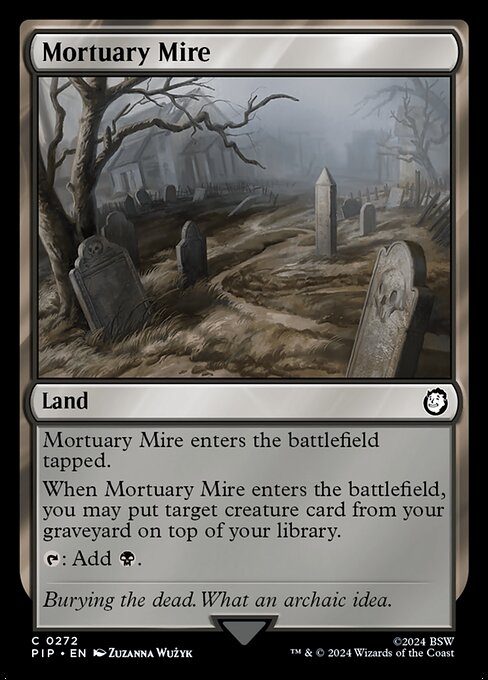 Mortuary Mire
Land
Mortuary Mire enters the battlefield
tapped.
When Mortuary Mire enters the battlefield,
you may put target creature card from your
graveyard on top of your library.
: Add .
Burying the dead. What an archaic idea.
C 0272
PIP • EN Zuzanna Wużyk
©2024 BSW
™ & © 2024 Wizards of the Coast